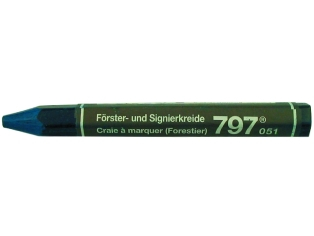 Förster- und Signierkreide 797® 051
Craie à marquer (Forestier)